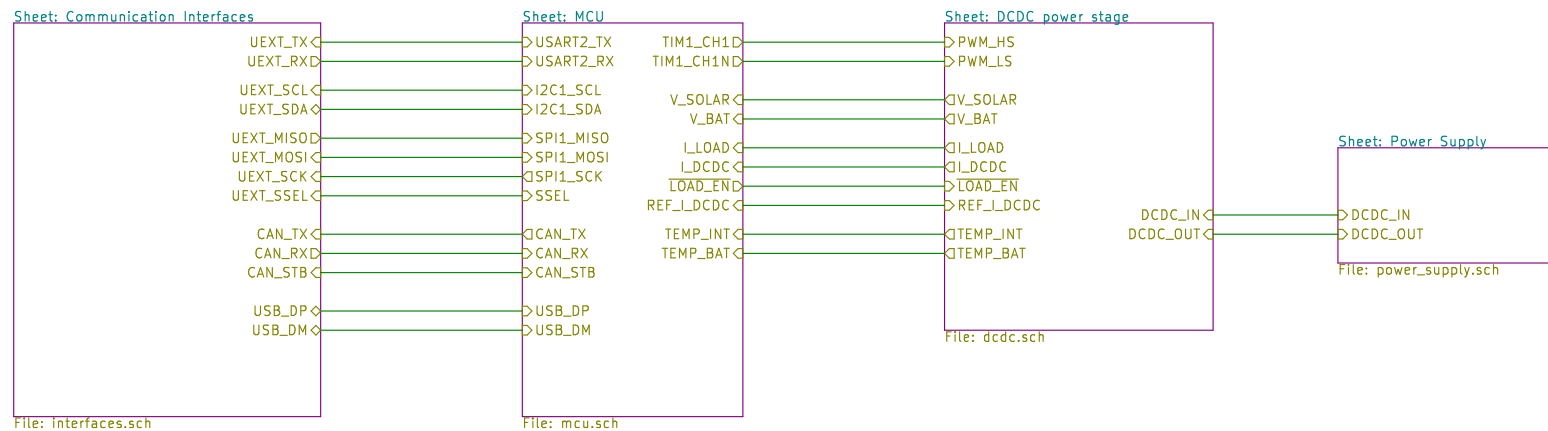 Sheet: Communication Interfaces
UEXT_TX
UEXT_RX
UEXT_SCL
UEXT_SDA
UEXT_MISO
UEXT_MOSI
UEXT_SCK
UEXT_SSEL
CAN_TX
CAN_RX
CAN_STB
USB_DP
USB_DM
File: interfaces.sch
Sheet: MCU
USART2_TX
USART2_RX
I2C1_SCL
I2C1_SDA
SPI1_MISO
SPI1_MOSI
SPI1_SCK
SSEL
CAN_TX
CAN_RX
CAN_STB
USB_DP
USB_DM
TIM1_CH1
TIM1_CH1N
V_SOLAR
V_BAT
I_LOAD
I_DCDC
LOAD_EN
REF_I_DCDC
TEMP_INT
TEMP_BAT
File: mcu.sch
Sheet: DCDC power stage
PWM_HS
PWM_LS
V_SOLAR
V_BAT
I_LOAD
I_DCDC
LOAD_EN
REF_I_DCDC
TEMP_INT
TEMP_BAT
DCDC_IN
DCDC_OUT
File: dcdc.sch
Sheet: Power Supply
DCDC_IN
DCDC_OUT
File: power_supply.sch